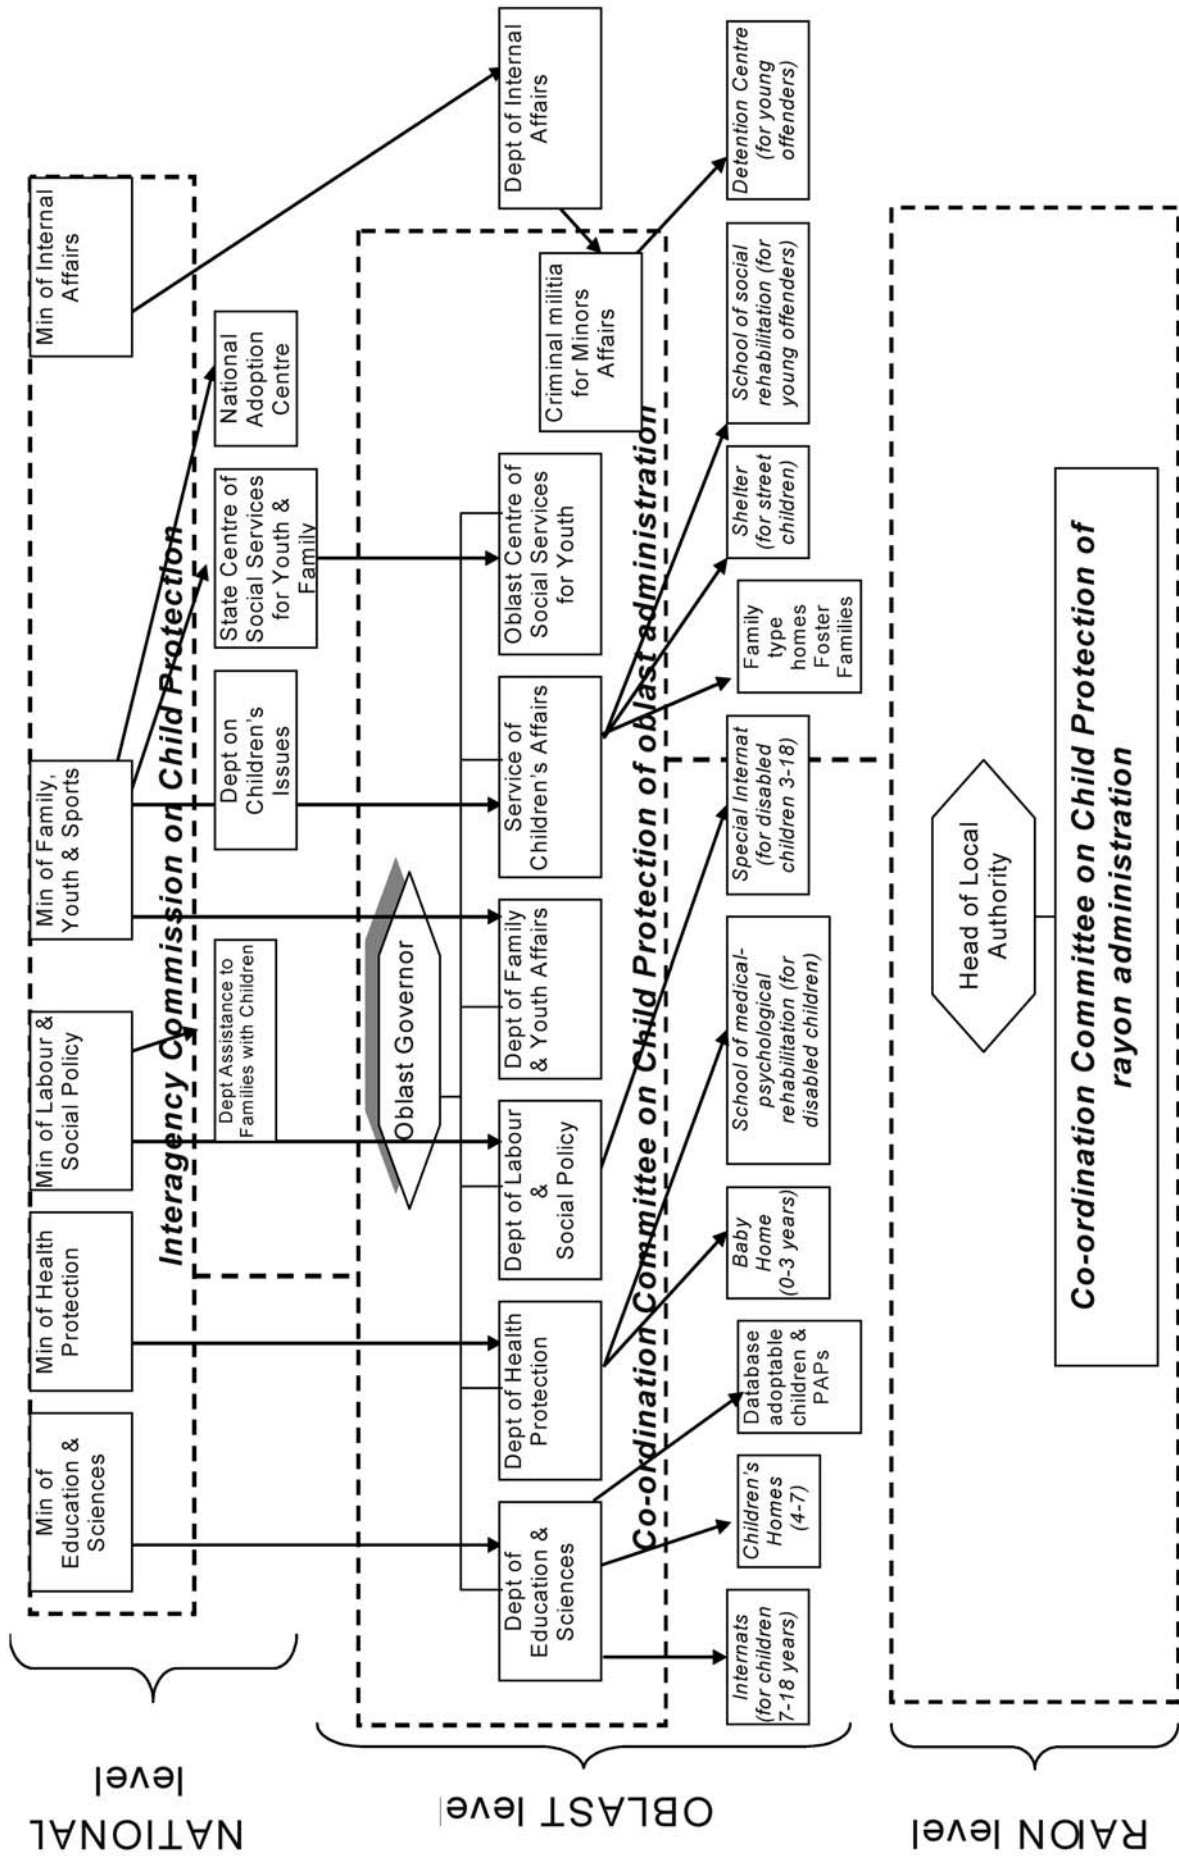 NATIONAL
level
Min of
Education &
Sciences
Min of Health
Protection
Min of Labour &
Social Policy
Min of Family,
Youth & Sports
Min of Internal
Affairs
Interagency Commission on Child Protection
Dept Assistance to
Families with Children
Dept on
Children's
Issues
State Centre of
Social Services
for Youth &
Family
National
Adoption
Centre
OBLAST level
Oblast Governor
Dept of
Education &
Sciences
Dept of Health
Protection
Dept of Labour
&
Social Policy
Dept of Family
& Youth Affairs
Service of
Children's Affairs
Oblast Centre of
Social Services
for Youth
Criminal militia
for Minors
Affairs
Dept of Internal
Affairs
Co-ordination Committee on Child Protection of oblast administration
Internats
(for children
7-18 years)
Children's
Homes
(4-7)
Database
adoptable
children &
PAPs
Baby
Home
(0-3 years)
School of medical-
psychological
rehabilitation (for
disabled children)
Special Internat
(for disabled
children 3-18)
Family
type
homes
Foster
Families
Shelter
(for street
children)
School of social
rehabilitation (for
young offenders)
Detention Centre
(for young
offenders)
RAION level
Head of Local
Authority
Co-ordination Committee on Child Protection of
rayon administration